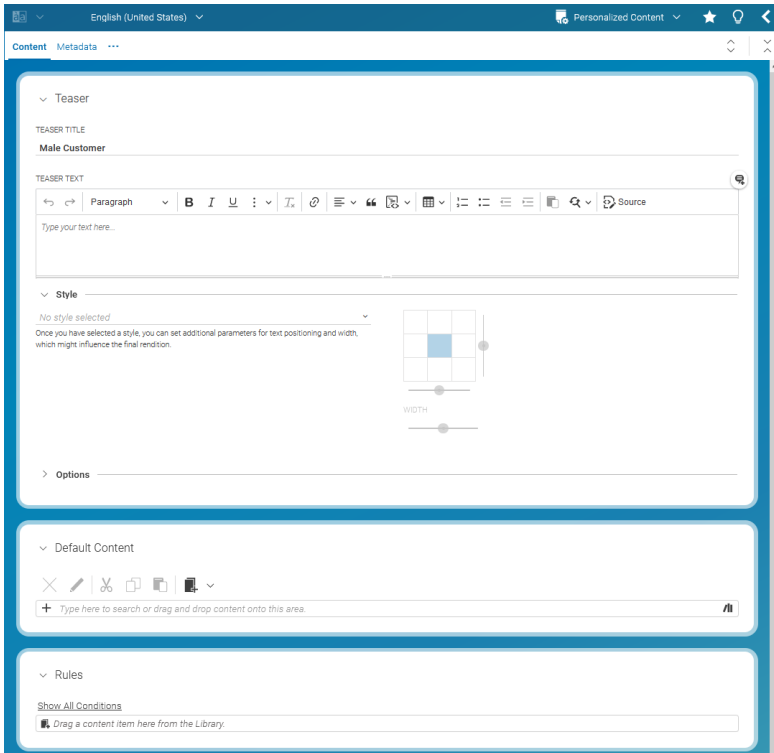 English (United States)
Personalized Content
Content Metadata ...
Teaser
TEASER TITLE
Male Customer
TEASER TEXT
Paragraph B I U Source
Type your text here...
Style
No style selected
Once you have selected a style, you can set additional parameters for text positioning and width,
which might influence the final rendition.
WIDTH
Options
Default Content
Type here to search or drag and drop content onto this area.
Rules
Show All Conditions
Drag a content item here from the Library.